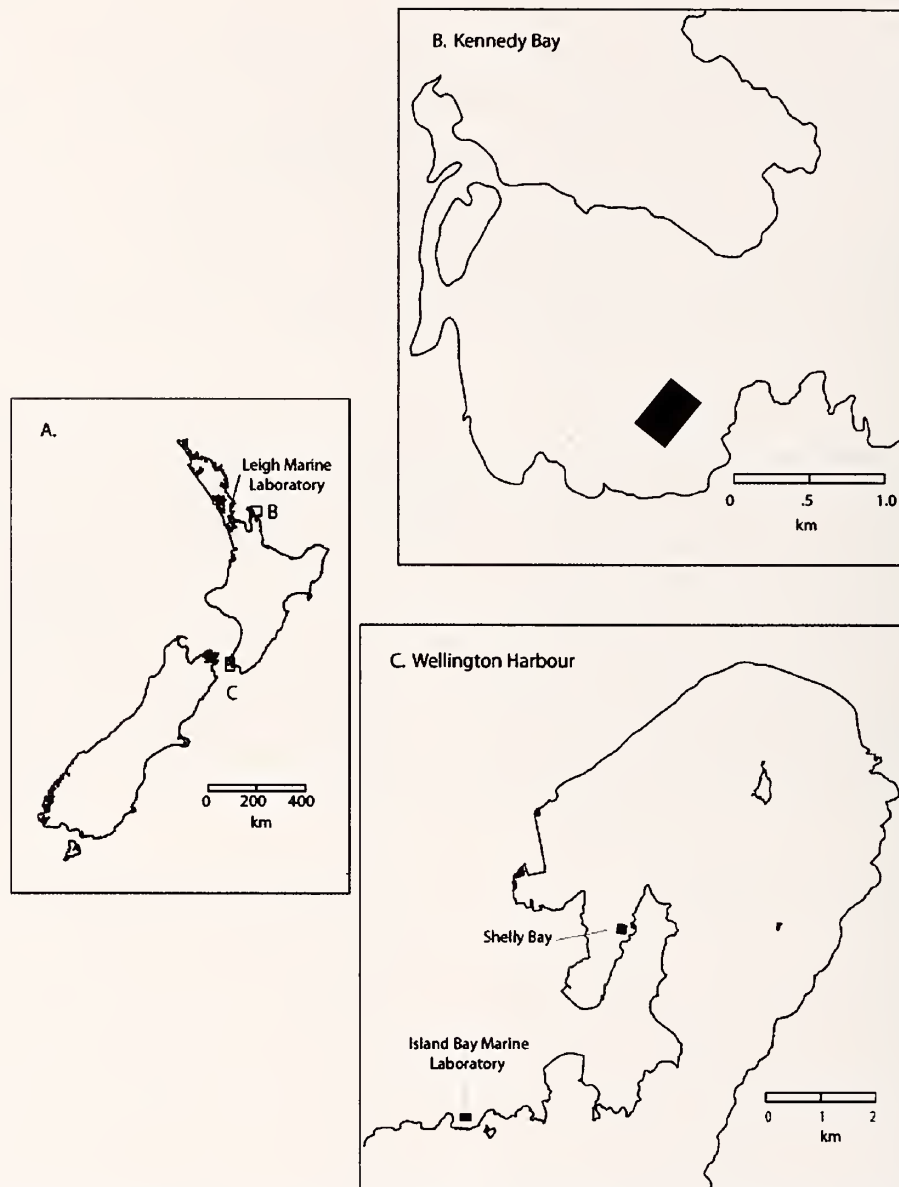 B. Kennedy Bay
0 .5 1.0
km
A.
Leigh Marine
Laboratory
B
C
0 200 400
km
C. Wellington Harbour
Shelly Bay
Island Bay Marine
Laboratory
0 1 2
km